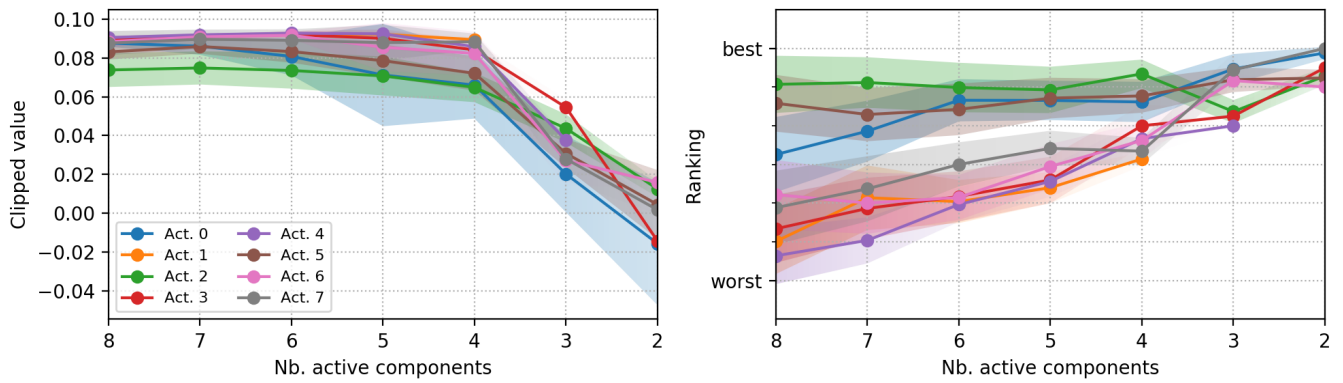 0.10
0.08
0.06
0.04
0.02
0.00
−0.02
−0.04
Clipped value
Act. 0
Act. 1
Act. 2
Act. 3
Act. 4
Act. 5
Act. 6
Act. 7
8 7 6 5 4 3 2
Nb. active components
best
worst
Ranking
8 7 6 5 4 3 2
Nb. active components